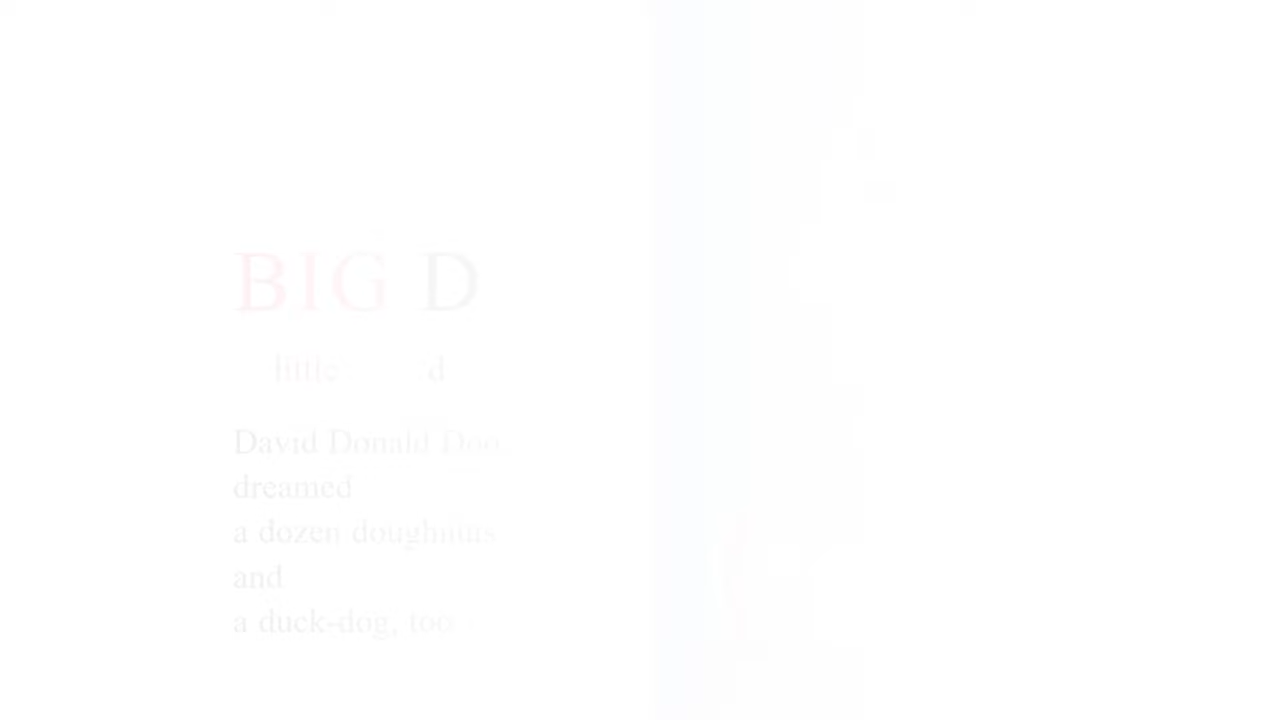 BIG D
little d
David Donald Doo
dreamed
a dozen doughnuts
and
a duck-dog, too